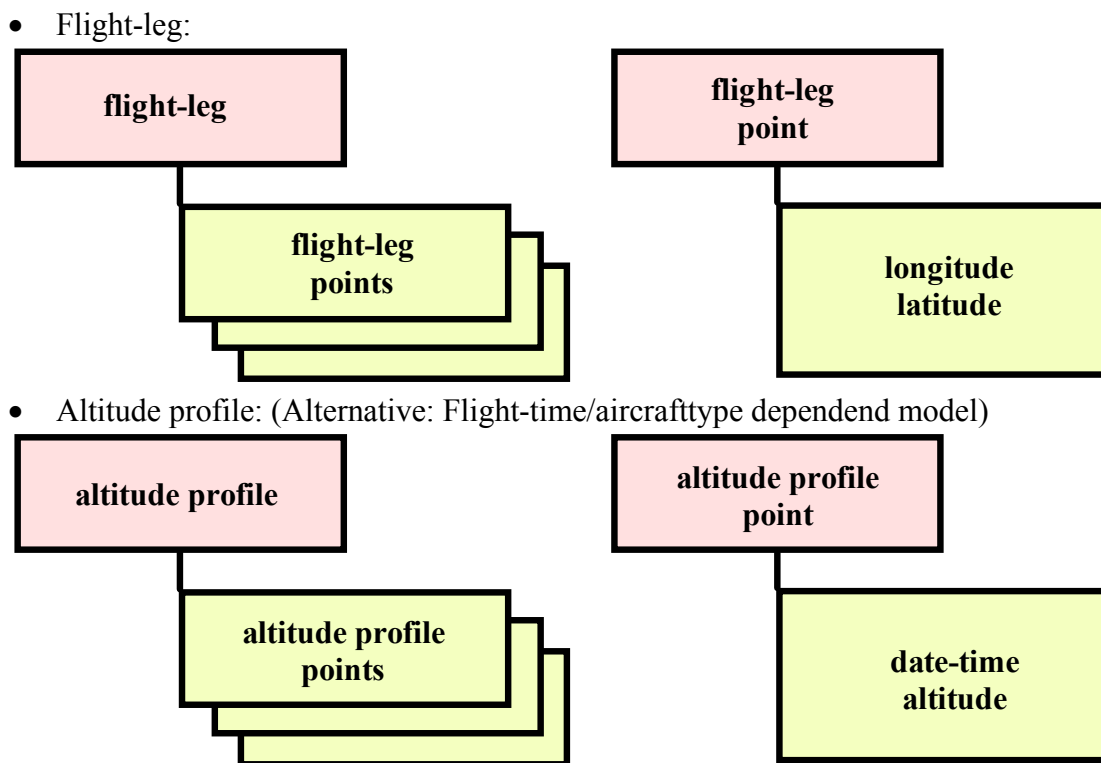 • Flight-leg:
flight-leg
flight-leg
point
flight-leg
points
longitude
latitude
• Altitude profile: (Alternative: Flight-time/aircrafttype dependend model)
altitude profile
altitude profile
point
altitude profile
points
date-time
altitude